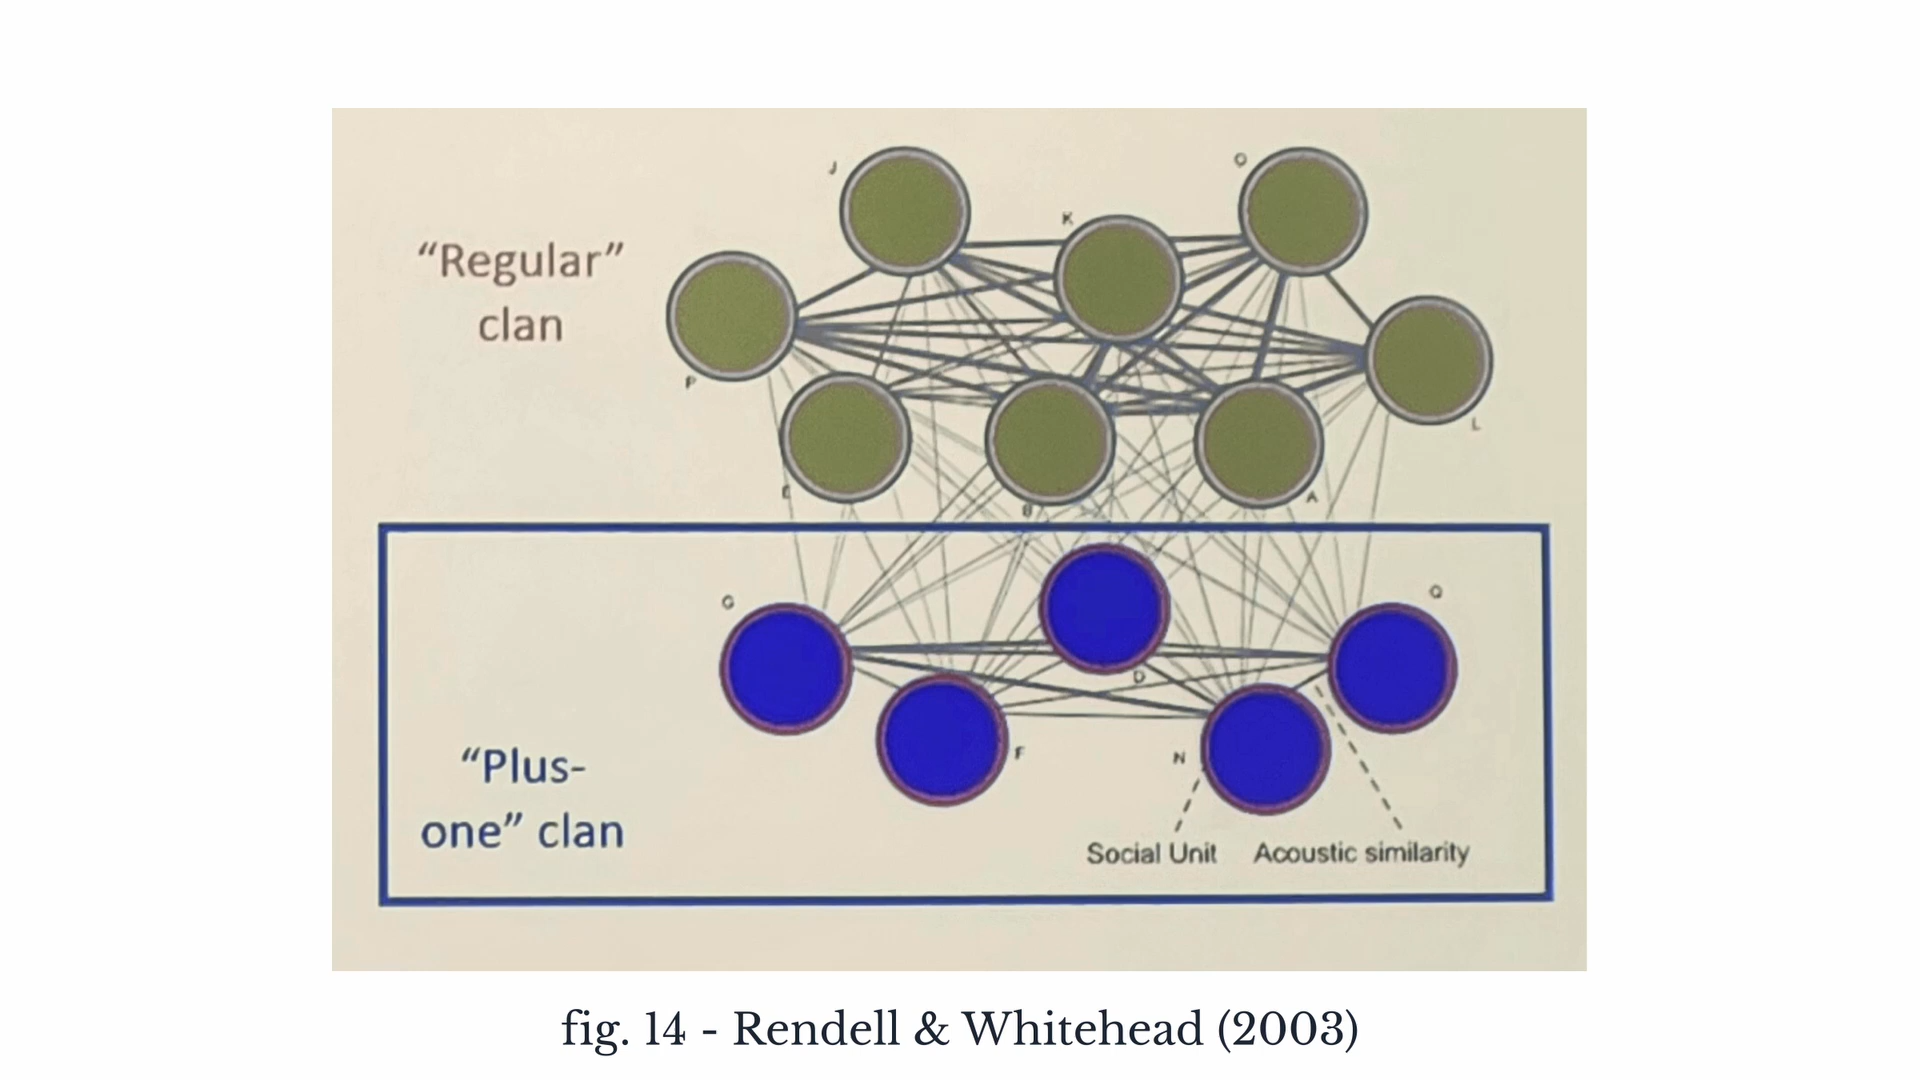 J
O
K
“Regular”
clan
P
L
E
B
A
G
Q
D
F
N
“Plus-
one” clan
Social Unit
Acoustic similarity
fig. 14 - Rendell & Whitehead (2003)